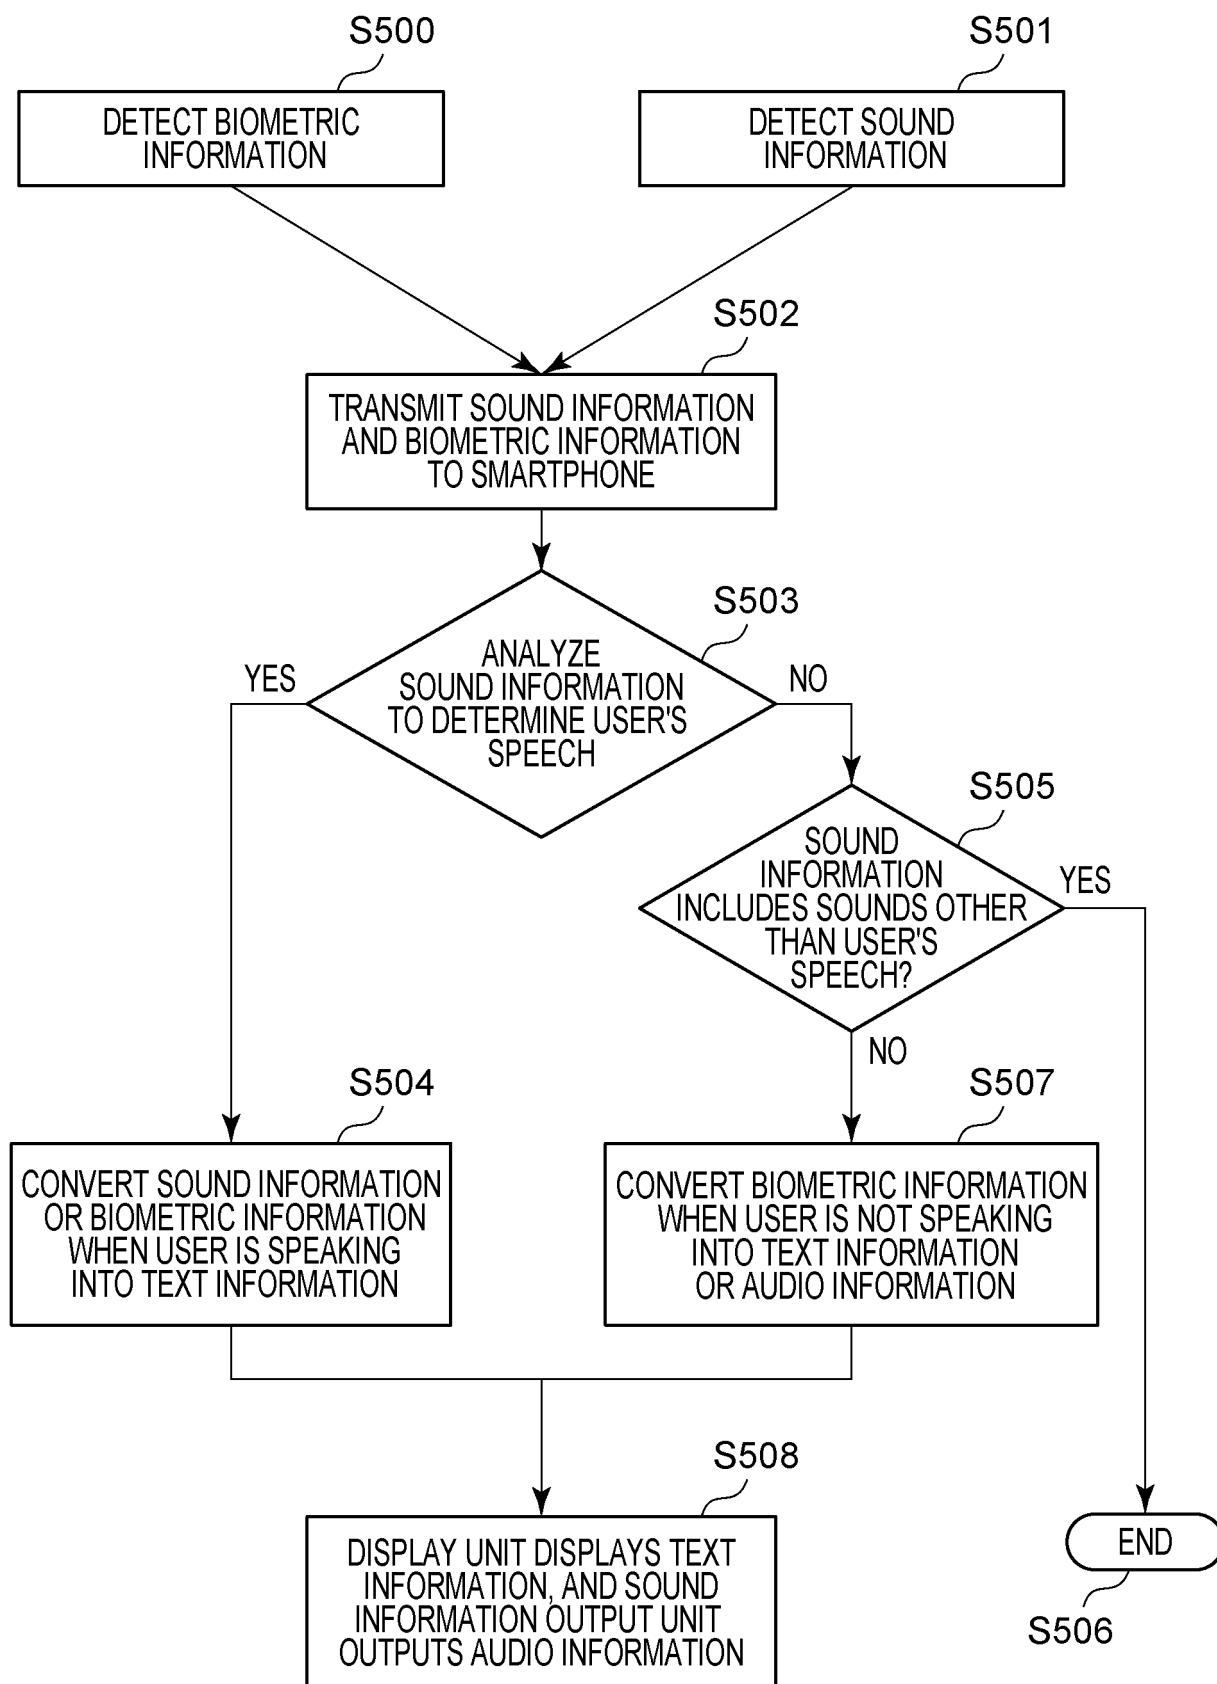 S500
S501
DETECT BIOMETRIC
INFORMATION
DETECT SOUND
INFORMATION
S502
TRANSMIT SOUND INFORMATION
AND BIOMETRIC INFORMATION
TO SMARTPHONE
S503
ANALYZE
SOUND INFORMATION
TO DETERMINE USER'S
SPEECH
YES
NO
S505
SOUND
INFORMATION
INCLUDES SOUNDS OTHER
THAN USER'S
SPEECH?
YES
NO
S504
CONVERT SOUND INFORMATION
OR BIOMETRIC INFORMATION
WHEN USER IS SPEAKING
INTO TEXT INFORMATION
S507
CONVERT BIOMETRIC INFORMATION
WHEN USER IS NOT SPEAKING
INTO TEXT INFORMATION
OR AUDIO INFORMATION
S508
DISPLAY UNIT DISPLAYS TEXT
INFORMATION, AND SOUND
INFORMATION OUTPUT UNIT
OUTPUTS AUDIO INFORMATION
END
S506